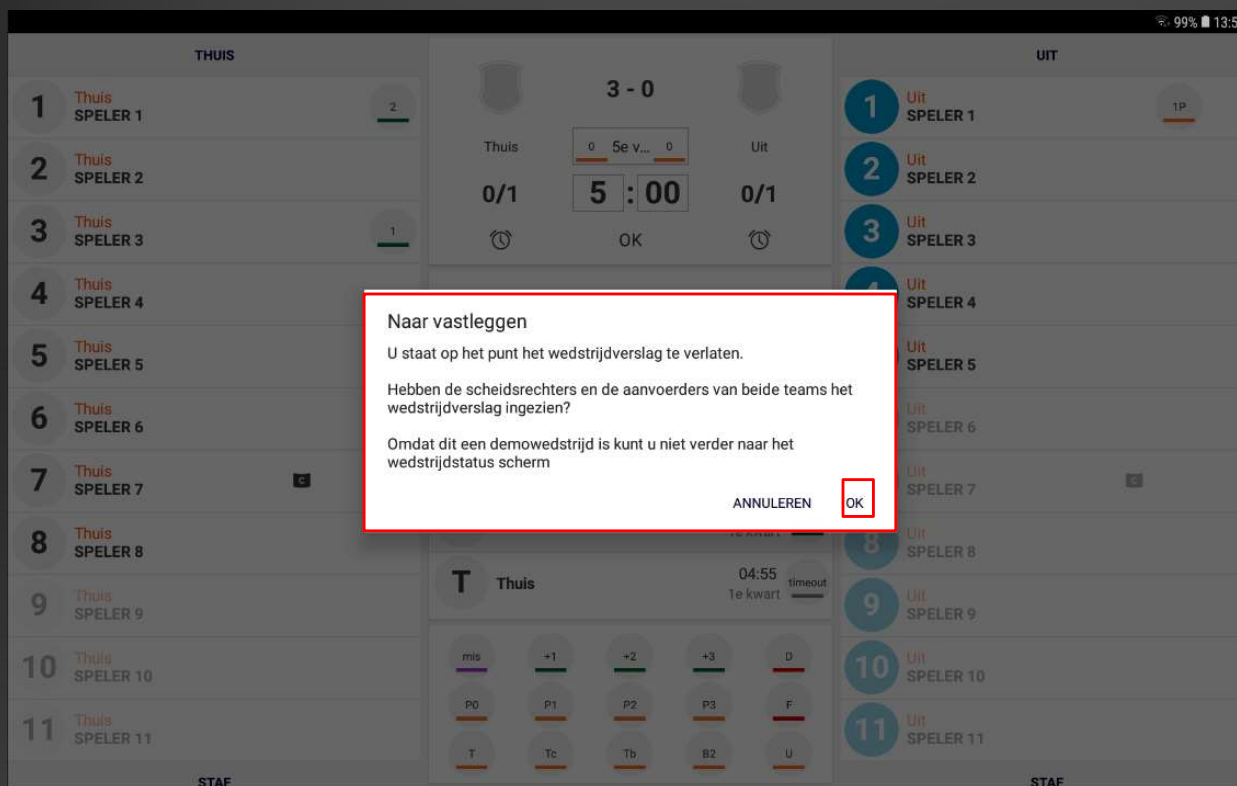 99% 13:5
THUIS
1 Thuis
SPELER 1 2
2 Thuis
SPELER 2
3 Thuis
SPELER 3 1
4 Thuis
SPELER 4
5 Thuis
SPELER 5
6 Thuis
SPELER 6
7 Thuis
SPELER 7 C
8 Thuis
SPELER 8
9 Thuis
SPELER 9
10 Thuis
SPELER 10
11 Thuis
SPELER 11
STAF
3 - 0
Thuis 0 5e v... 0 Uit
0/1 5 : 00 0/1
OK
Naar vastleggen
U staat op het punt het wedstrijdverslag te verlaten.
Hebben de scheidsrechters en de aanvoerders van beide teams het
wedstrijdverslag ingezien?
Omdat dit een demowedstrijd is kunt u niet verder naar het
wedstrijdstatus scherm
ANNULEREN OK
1e kwart
T Thuis 04:55 timeout
1e kwart
mis +1 +2 +3 D
P0 P1 P2 P3 F
T Tc Tb B2 U
UIT
1 Uit
SPELER 1 1P
2 Uit
SPELER 2
3 Uit
SPELER 3
Uit
SPELER 4
Uit
SPELER 5
Uit
SPELER 6
Uit
SPELER 7 C
8 Uit
SPELER 8
9 Uit
SPELER 9
10 Uit
SPELER 10
11 Uit
SPELER 11
STAF